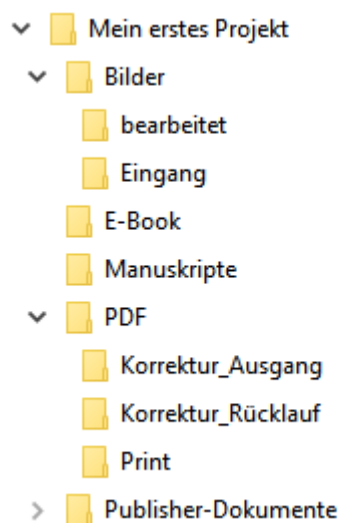 Mein erstes Projekt
Bilder
bearbeitet
Eingang
E-Book
Manuskripte
PDF
Korrektur_Ausgang
Korrektur_Rücklauf
Print
Publisher-Dokumente